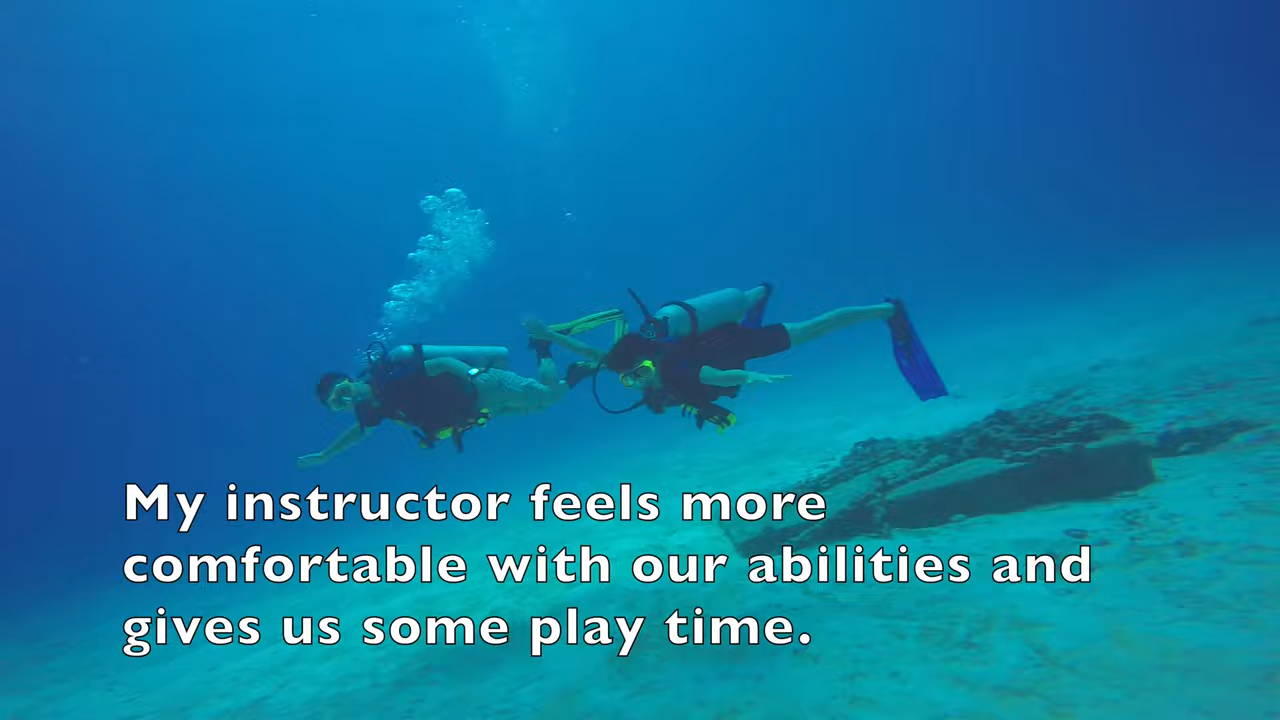 My instructor feels more
comfortable with our abilities and
gives us some play time.